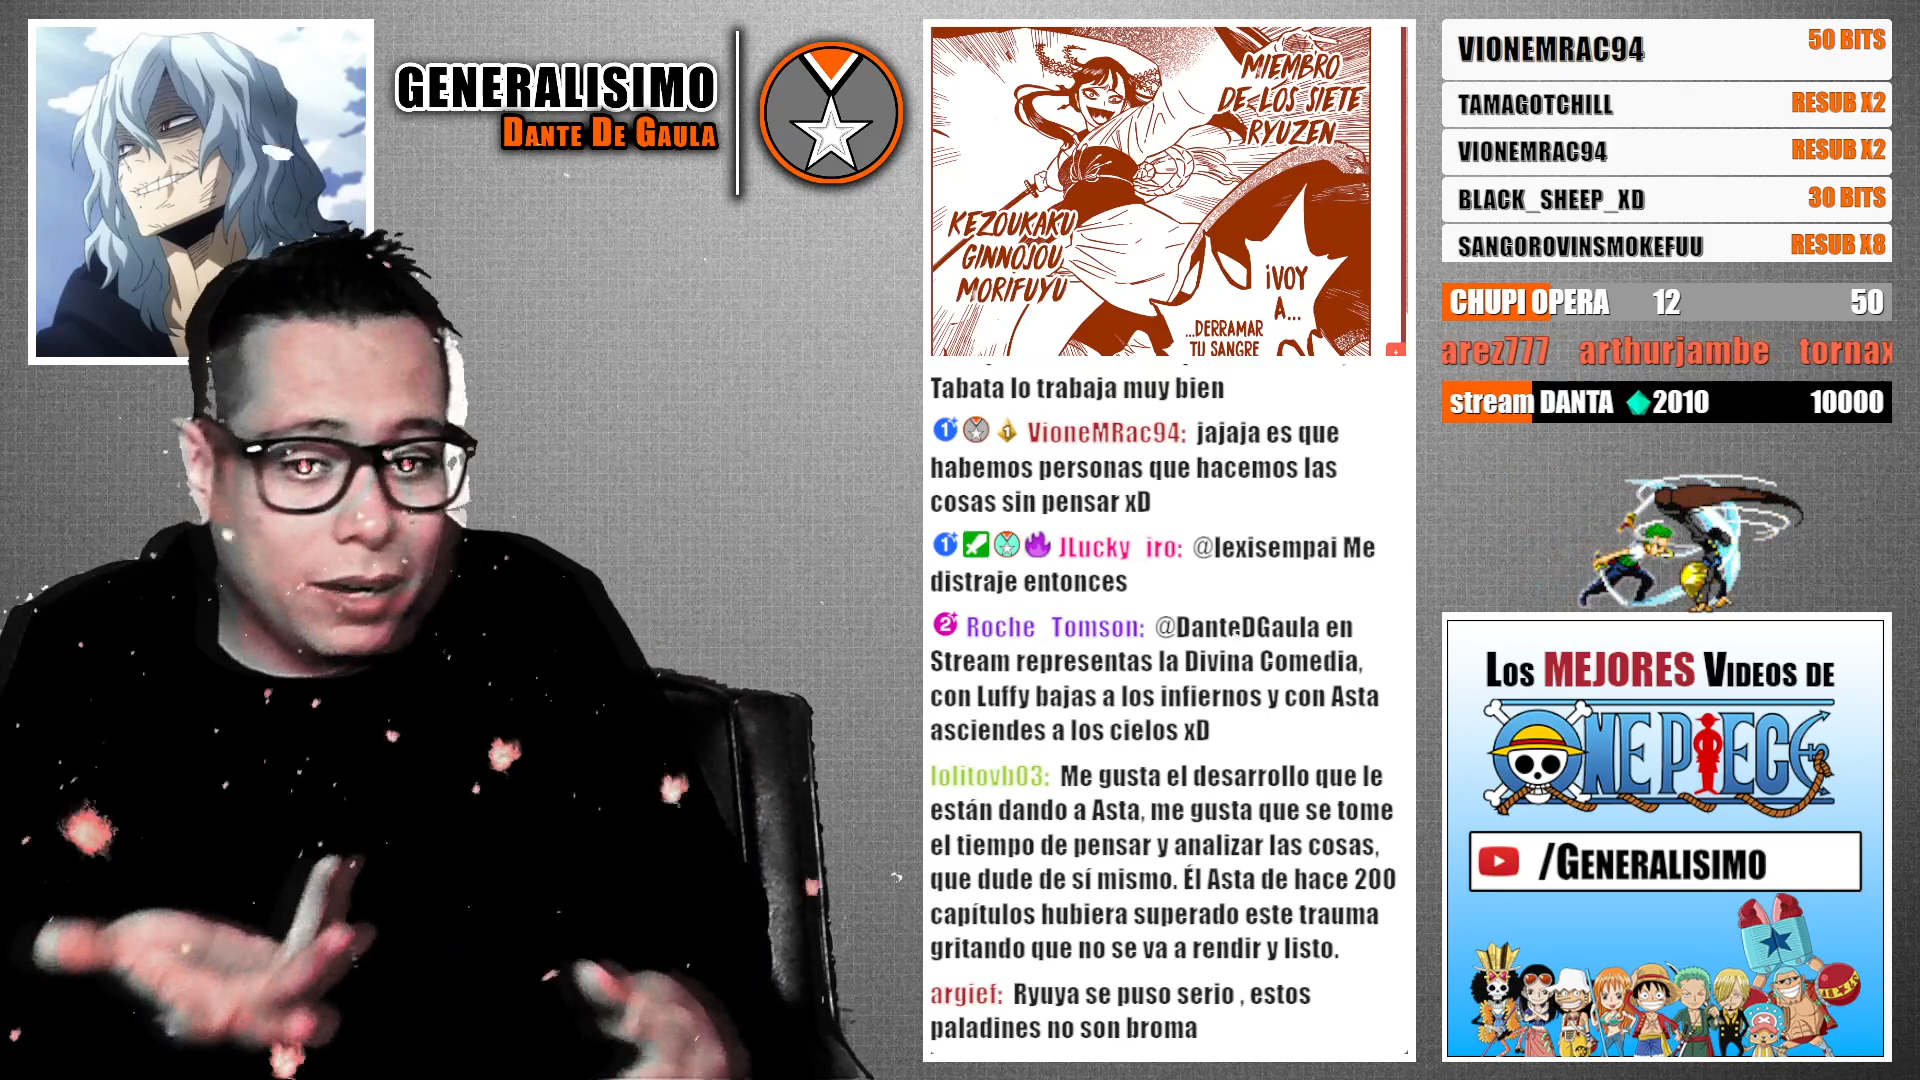 GENERALISIMO
DANTE DE GAULA
MIEMBRO
DE LOS SIETE
RYUZEN
KEZOUKAKU
GINNOJOU
MORIFUYU
¡VOY
A...
...DERRAMAR
TU SANGRE
Tabata lo trabaja muy bien
VioneMRac94: jajaja es que
habemos personas que hacemos las
cosas sin pensar xD
JLucky iro: @lexisempai Me
distraje entonces
Roche Tomson: @DanteDGaula en
Stream representas la Divina Comedia,
con Luffy bajas a los infiernos y con Asta
asciendes a los cielos xD
lolitovh03: Me gusta el desarrollo que le
están dando a Asta, me gusta que se tome
el tiempo de pensar y analizar las cosas,
que dude de sí mismo. Él Asta de hace 200
capítulos hubiera superado este trauma
gritando que no se va a rendir y listo.
argief: Ryuya se puso serio , estos
paladines no son broma
VIONEMRAC94 50 BITS
TAMAGOTCHILL RESUB X2
VIONEMRAC94 RESUB X2
BLACK_SHEEP_XD 30 BITS
SANGOROVINSMOKEFUU RESUB X8
CHUPI OPERA 12 50
arez777 arthurjambe tornax
stream DANTA 2010 10000
LOS MEJORES VIDEOS DE
ONE PIECE
/GENERALISIMO